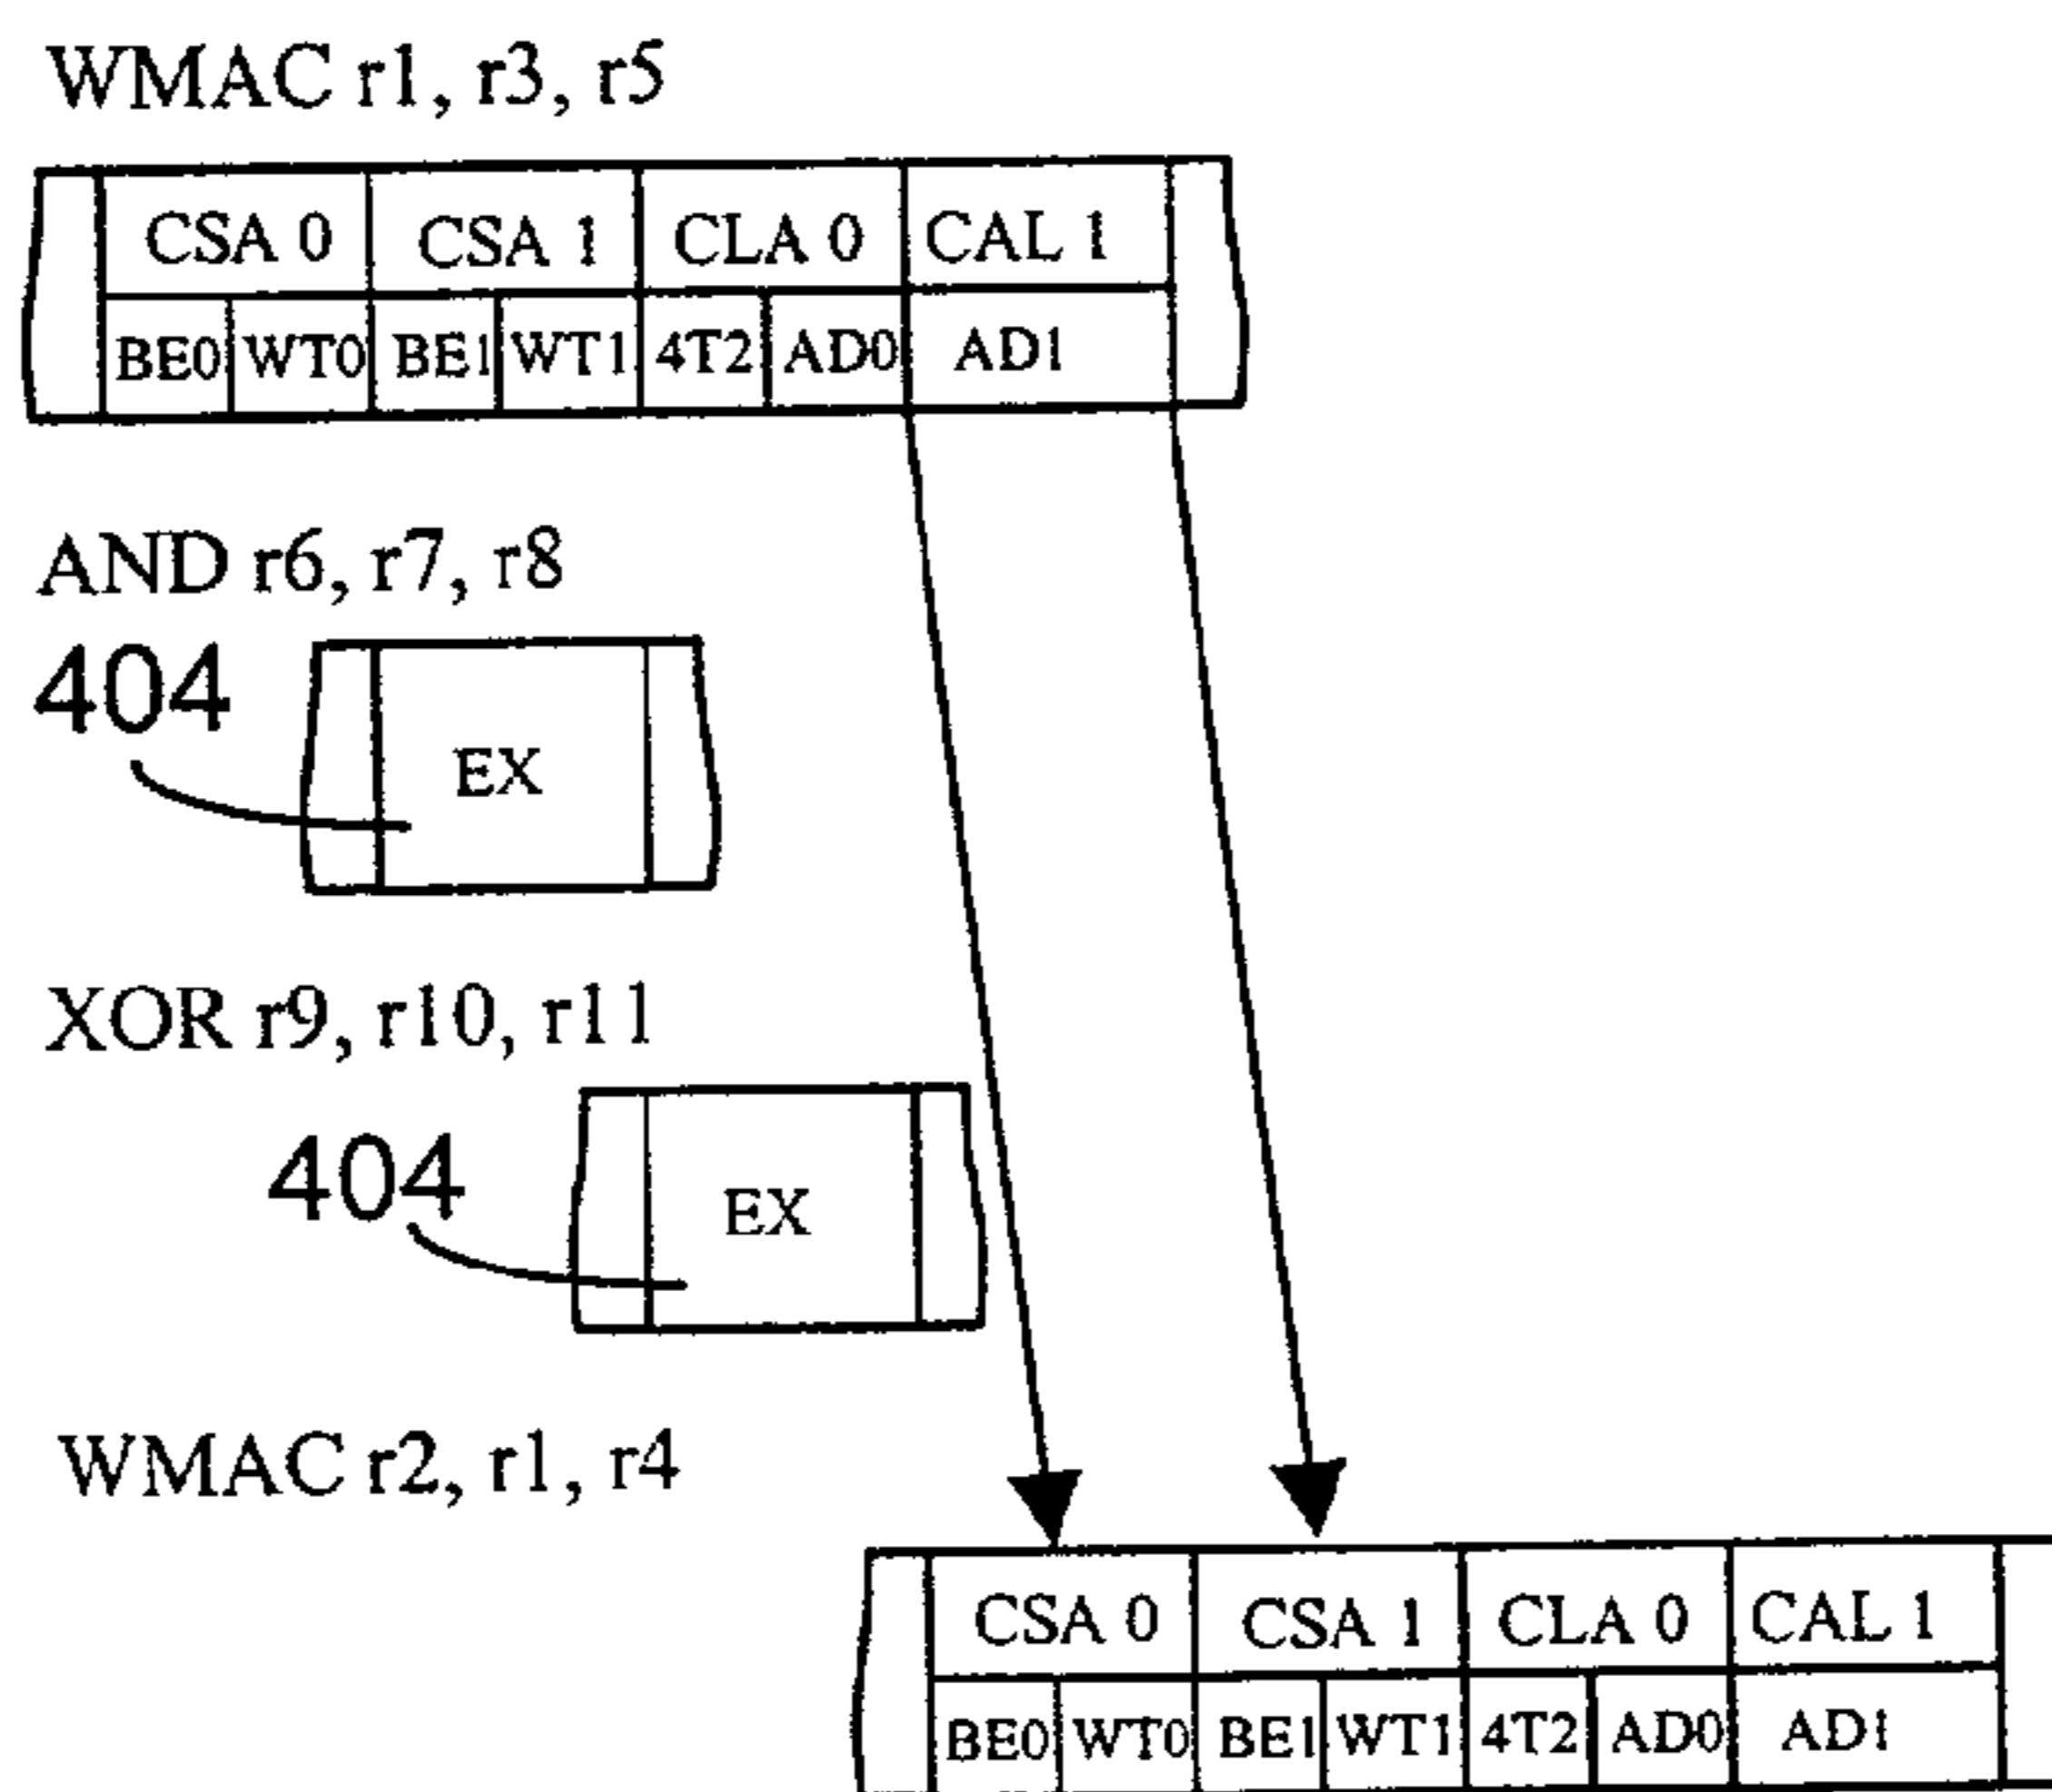 WMAC r1, r3, r5
CSA 0 CSA 1 CLA 0 CAL 1
BE0 WT0 BE1 WT1 4T2 AD0 AD1
AND r6, r7, r8
404
EX
XOR r9, r10, r11
404
EX
WMAC r2, r1, r4
CSA 0 CSA 1 CLA 0 CAL 1
BE0 WT0 BE1 WT1 4T2 AD0 AD1